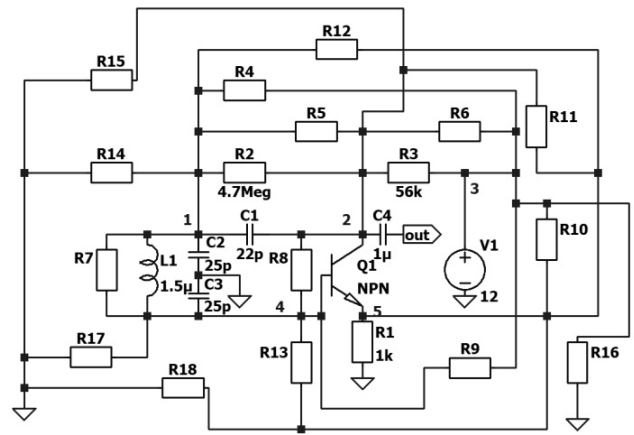 R12
R15
R4
R5
R6
R11
R14
R2
4.7Meg
R3
56k
3
1
C1
22p
2
C4
1µ
out
R10
R7
L1
1.5µ
C2
25p
C3
25p
R8
Q1
NPN
V1
12
4
5
R17
R13
R1
1k
R9
R16
R18